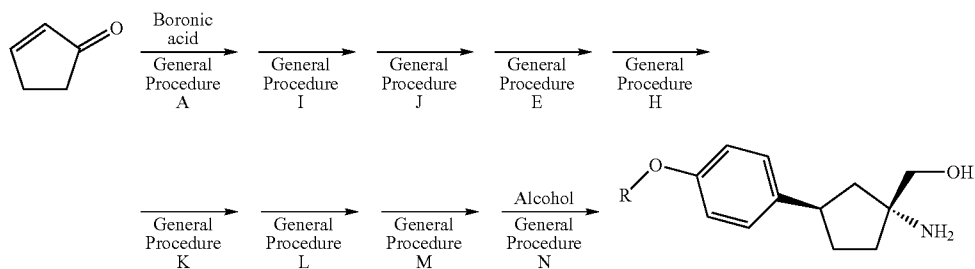 O
Boronic
acid
General
Procedure
A
General
Procedure
I
General
Procedure
J
General
Procedure
E
General
Procedure
H
General
Procedure
K
General
Procedure
L
General
Procedure
M
Alcohol
General
Procedure
N
R
O
OH
NH2